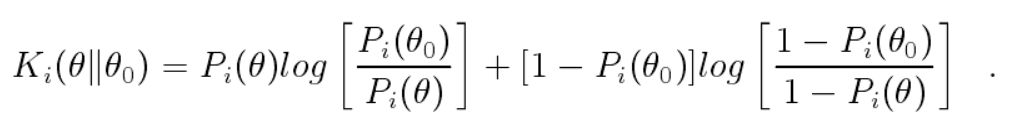 K_i(θ||θ_0) = P_i(θ)log [ P_i(θ_0) / P_i(θ) ] + [1 − P_i(θ_0)]log [ 1 − P_i(θ_0) / 1 − P_i(θ) ] .